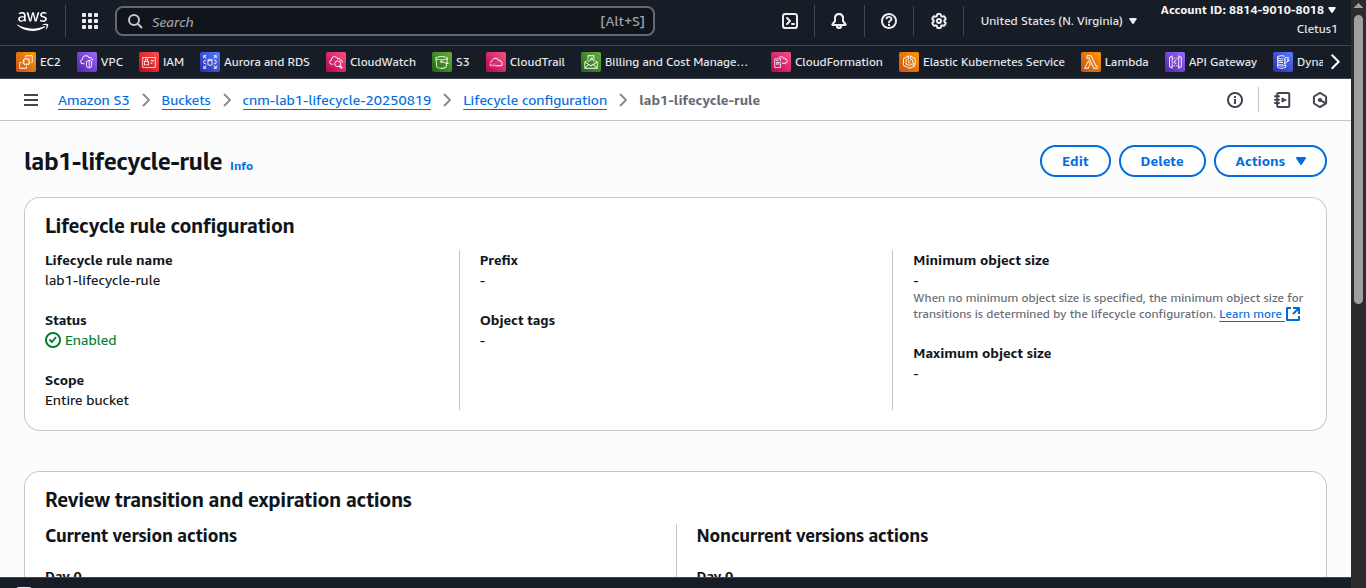 aws
Search [Alt+S]
United States (N. Virginia)
Account ID: 8814-9010-8018
Cletus1
EC2 VPC IAM Aurora and RDS CloudWatch S3 CloudTrail Billing and Cost Manage... CloudFormation Elastic Kubernetes Service Lambda API Gateway Dyna
Amazon S3 > Buckets > cnm-lab1-lifecycle-20250819 > Lifecycle configuration > lab1-lifecycle-rule
lab1-lifecycle-rule Info
Edit Delete Actions
Lifecycle rule configuration
Lifecycle rule name
lab1-lifecycle-rule
Status
Enabled
Scope
Entire bucket
Prefix
-
Object tags
-
Minimum object size
-
When no minimum object size is specified, the minimum object size for
transitions is determined by the lifecycle configuration. Learn more
Maximum object size
-
Review transition and expiration actions
Current version actions
Day 0
Noncurrent versions actions
Day 0